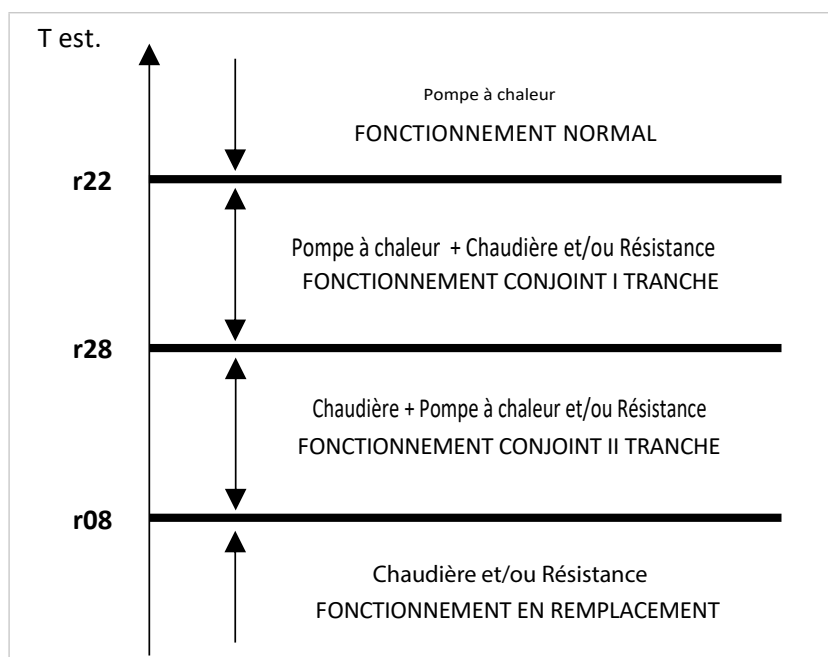 T est.
Pompe à chaleur
FONCTIONNEMENT NORMAL
r22
Pompe à chaleur + Chaudière et/ou Résistance
FONCTIONNEMENT CONJOINT I TRANCHE
r28
Chaudière + Pompe à chaleur et/ou Résistance
FONCTIONNEMENT CONJOINT II TRANCHE
r08
Chaudière et/ou Résistance
FONCTIONNEMENT EN REMPLACEMENT